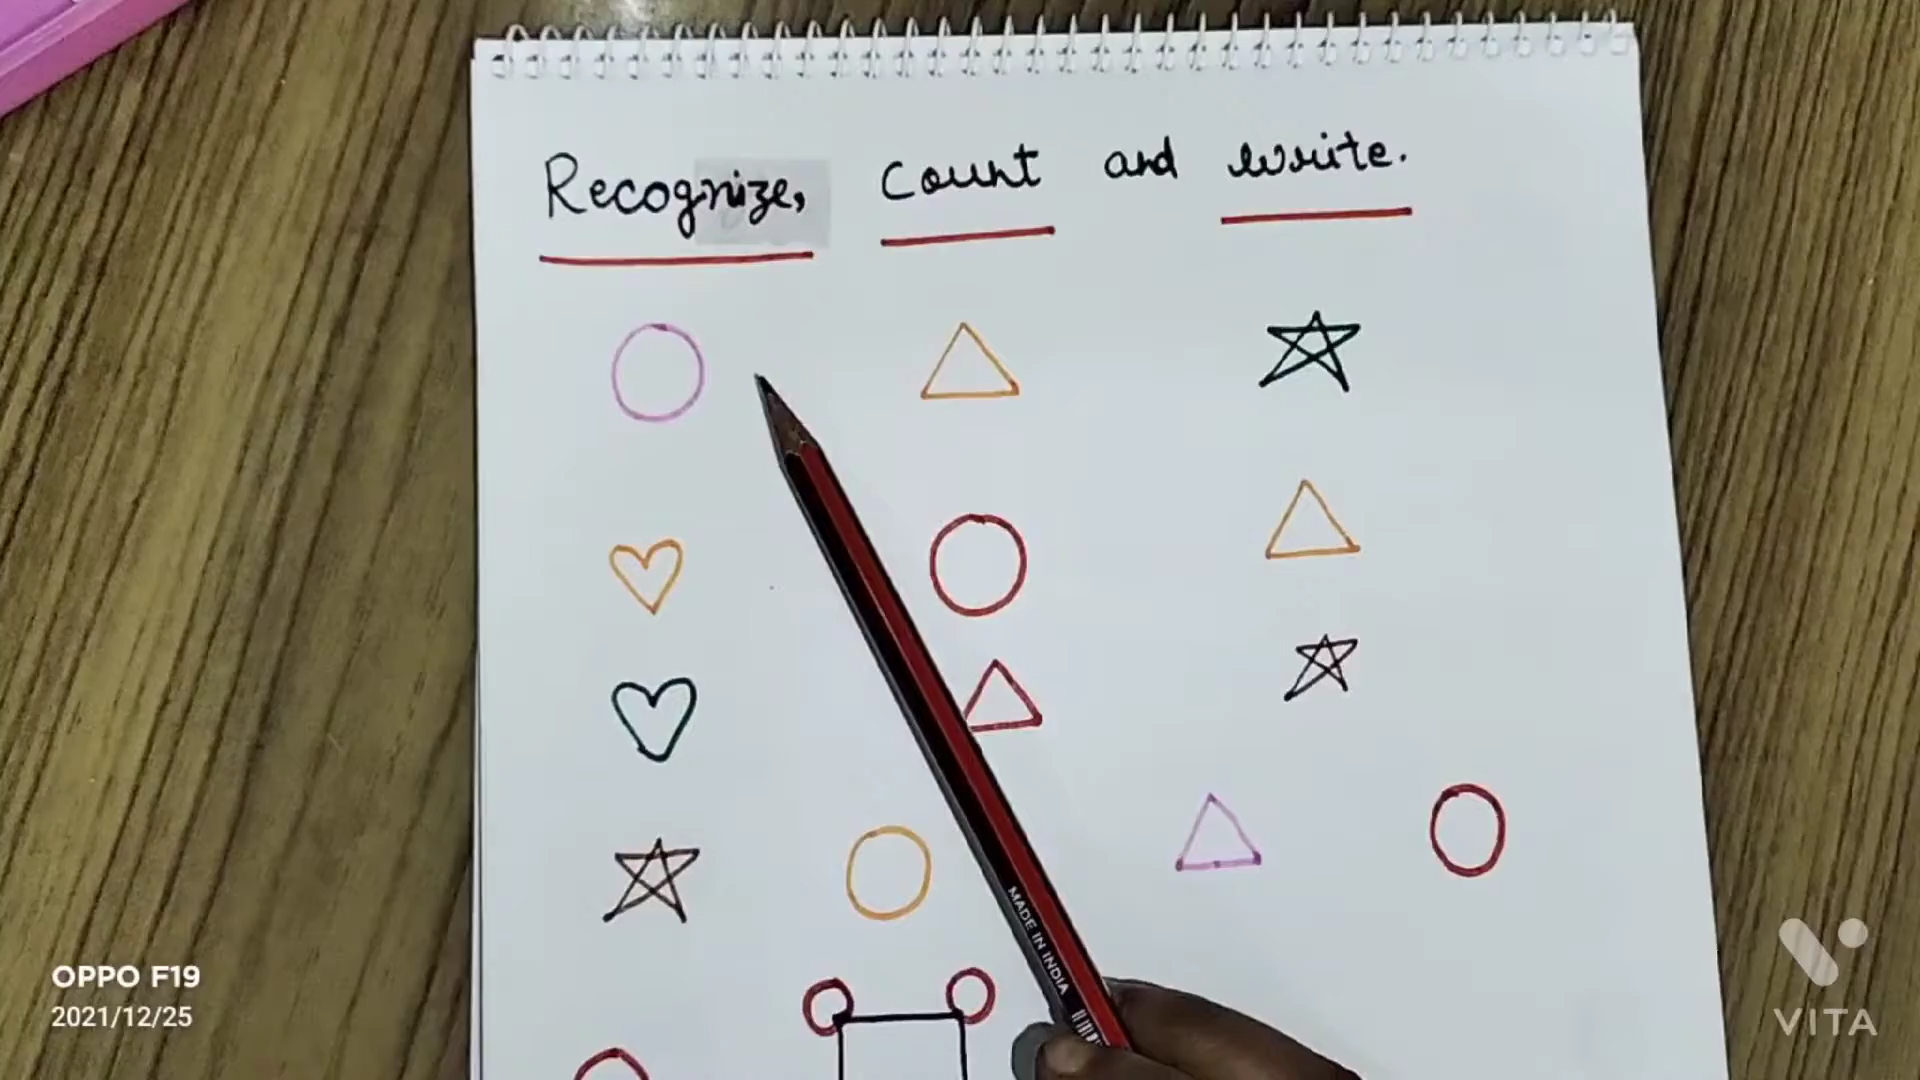 Recognize, Count and write.
MADE IN INDIA
OPPO F19
2021/12/25
VITA